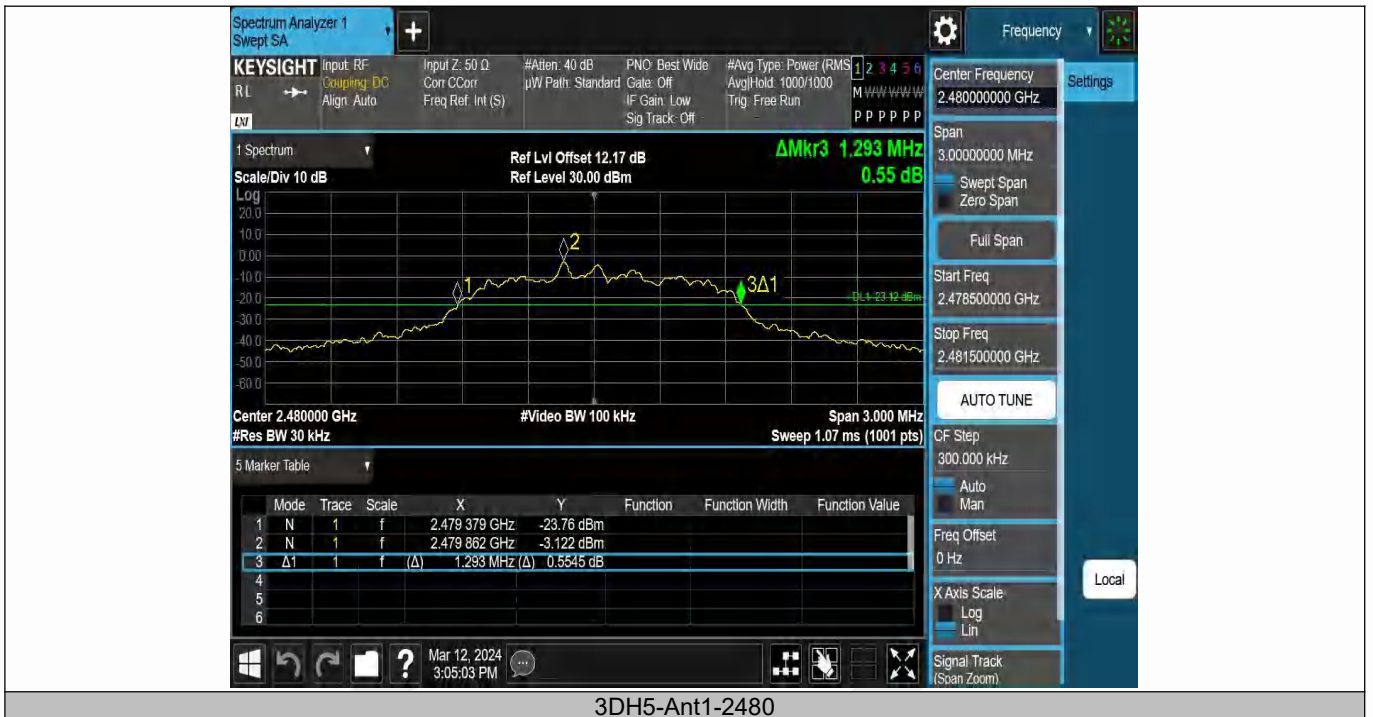 Spectrum Analyzer 1
Swept SA
+
Frequency
KEYSIGHT
RL
LXI
Input: RF
Coupling: DC
Align: Auto
Input Z: 50 Ω
Corr CCorr
Freq Ref: Int (S)
#Atten: 40 dB
µW Path: Standard
PNO: Best Wide
Gate: Off
IF Gain: Low
Sig Track: Off
#Avg Type: Power (RMS
Avg|Hold: 1000/1000
Trig: Free Run
1 2 3 4 5 6
M W W W W W
P P P P P P
1 Spectrum
Scale/Div 10 dB
Ref Lvl Offset 12.17 dB
Ref Level 30.00 dBm
ΔMkr3 1.293 MHz
0.55 dB
Log
20.0
10.0
0.00
-10.0
-20.0
-30.0
-40.0
-50.0
-60.0
1
2
3Δ1
DL1 -23.12 dBm
Center 2.480000 GHz
#Res BW 30 kHz
#Video BW 100 kHz
Span 3.000 MHz
Sweep 1.07 ms (1001 pts)
5 Marker Table
Mode Trace Scale X Y Function Function Width Function Value
1 N 1 f 2.479 379 GHz -23.76 dBm
2 N 1 f 2.479 862 GHz -3.122 dBm
3 Δ1 1 f (Δ) 1.293 MHz (Δ) 0.5545 dB
4
5
6
Mar 12, 2024
3:05:03 PM
Center Frequency
2.480000000 GHz
Settings
Span
3.00000000 MHz
Swept Span
Zero Span
Full Span
Start Freq
2.478500000 GHz
Stop Freq
2.481500000 GHz
AUTO TUNE
CF Step
300.000 kHz
Auto
Man
Freq Offset
0 Hz
X Axis Scale
Log
Lin
Signal Track
(Span Zoom)
Local
3DH5-Ant1-2480